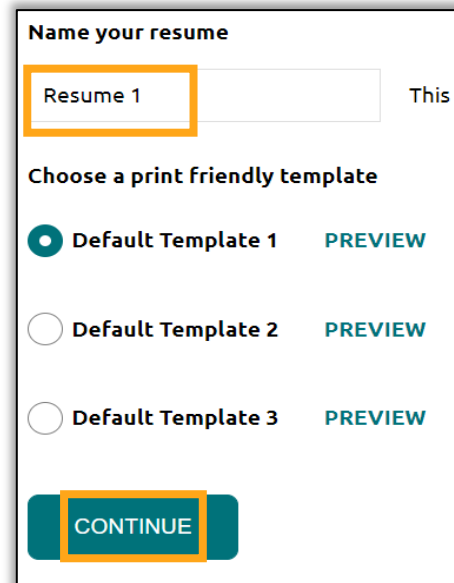 Name your resume
Resume 1 This
Choose a print friendly template
Default Template 1 PREVIEW
Default Template 2 PREVIEW
Default Template 3 PREVIEW
CONTINUE